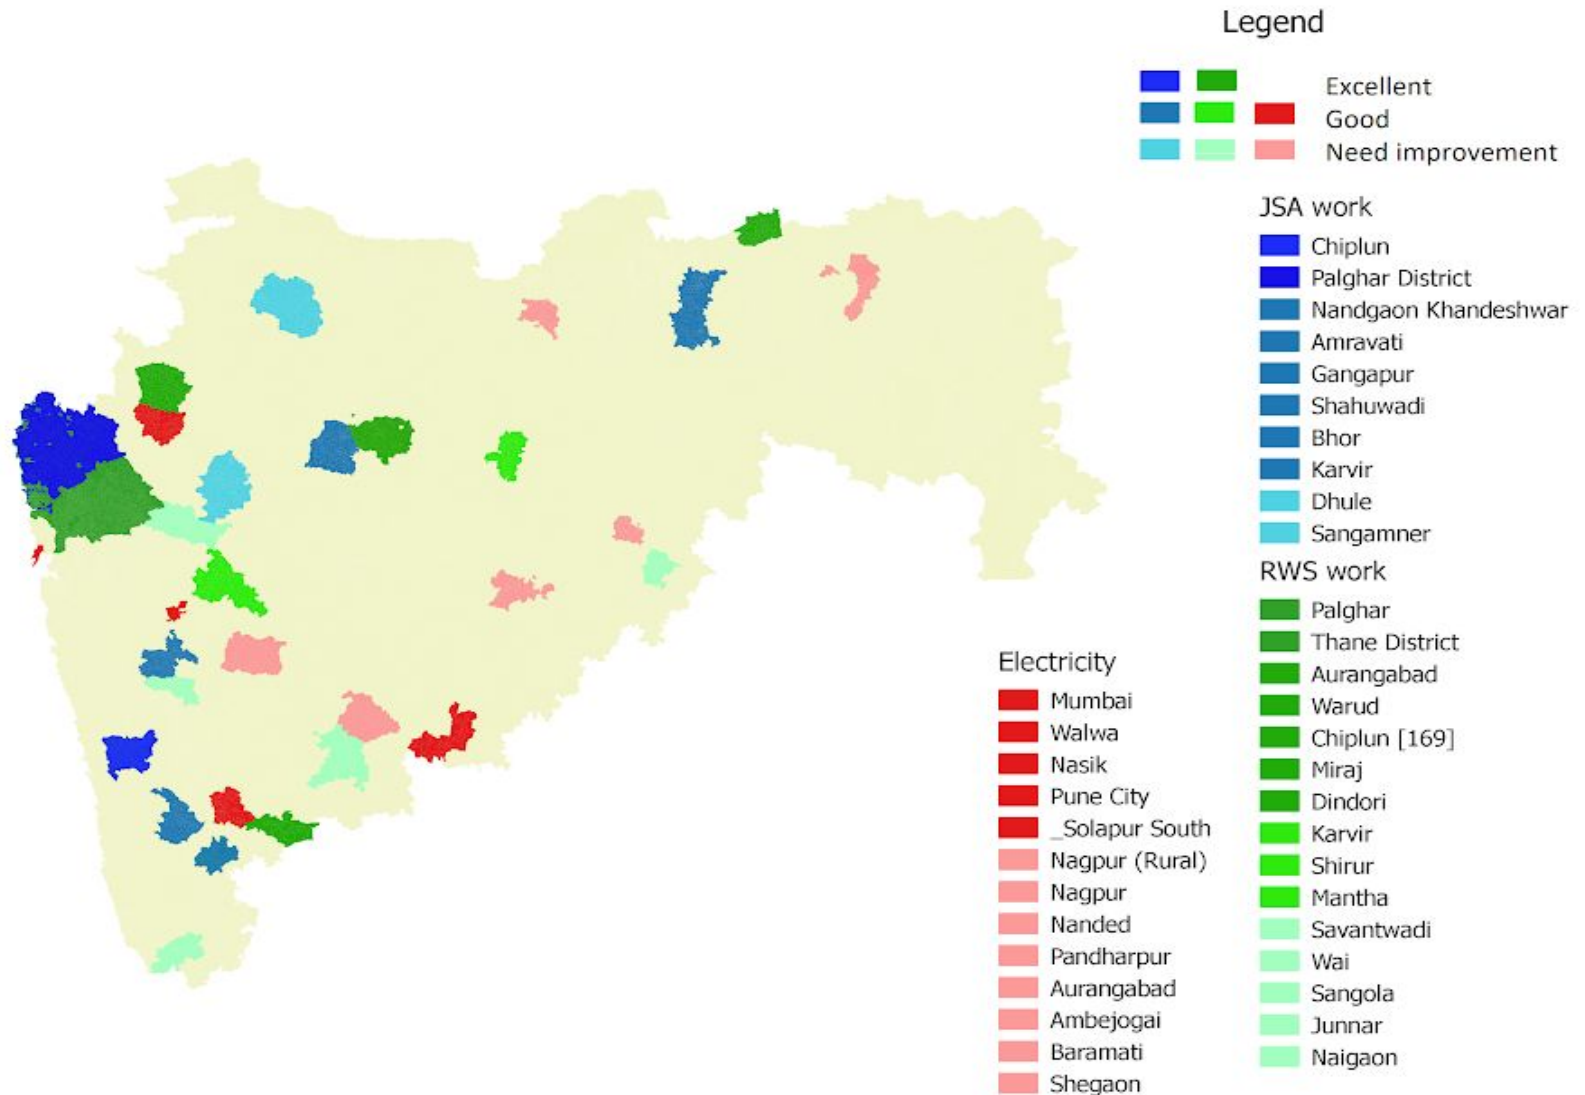 Legend
Excellent
Good
Need improvement
JSA work
Chiplun
Palghar District
Nandgaon Khandeshwar
Amravati
Gangapur
Shahuwadi
Bhor
Karvir
Dhule
Sangamner
RWS work
Palghar
Thane District
Aurangabad
Warud
Chiplun [169]
Miraj
Dindori
Karvir
Shirur
Mantha
Savantwadi
Wai
Sangola
Junnar
Naigaon
Electricity
Mumbai
Walwa
Nasik
Pune City
_Solapur South
Nagpur (Rural)
Nagpur
Nanded
Pandharpur
Aurangabad
Ambejogai
Baramati
Shegaon